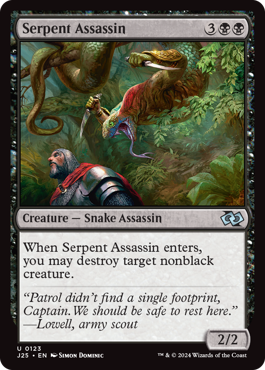 Serpent Assassin 3
Creature — Snake Assassin
When Serpent Assassin enters,
you may destroy target nonblack
creature.
“Patrol didn’t find a single footprint,
Captain. We should be safe to rest here.”
—Lowell, army scout
2/2
U 0123
J25 • EN SIMON DOMINIC ™ & © 2024 Wizards of the Coast